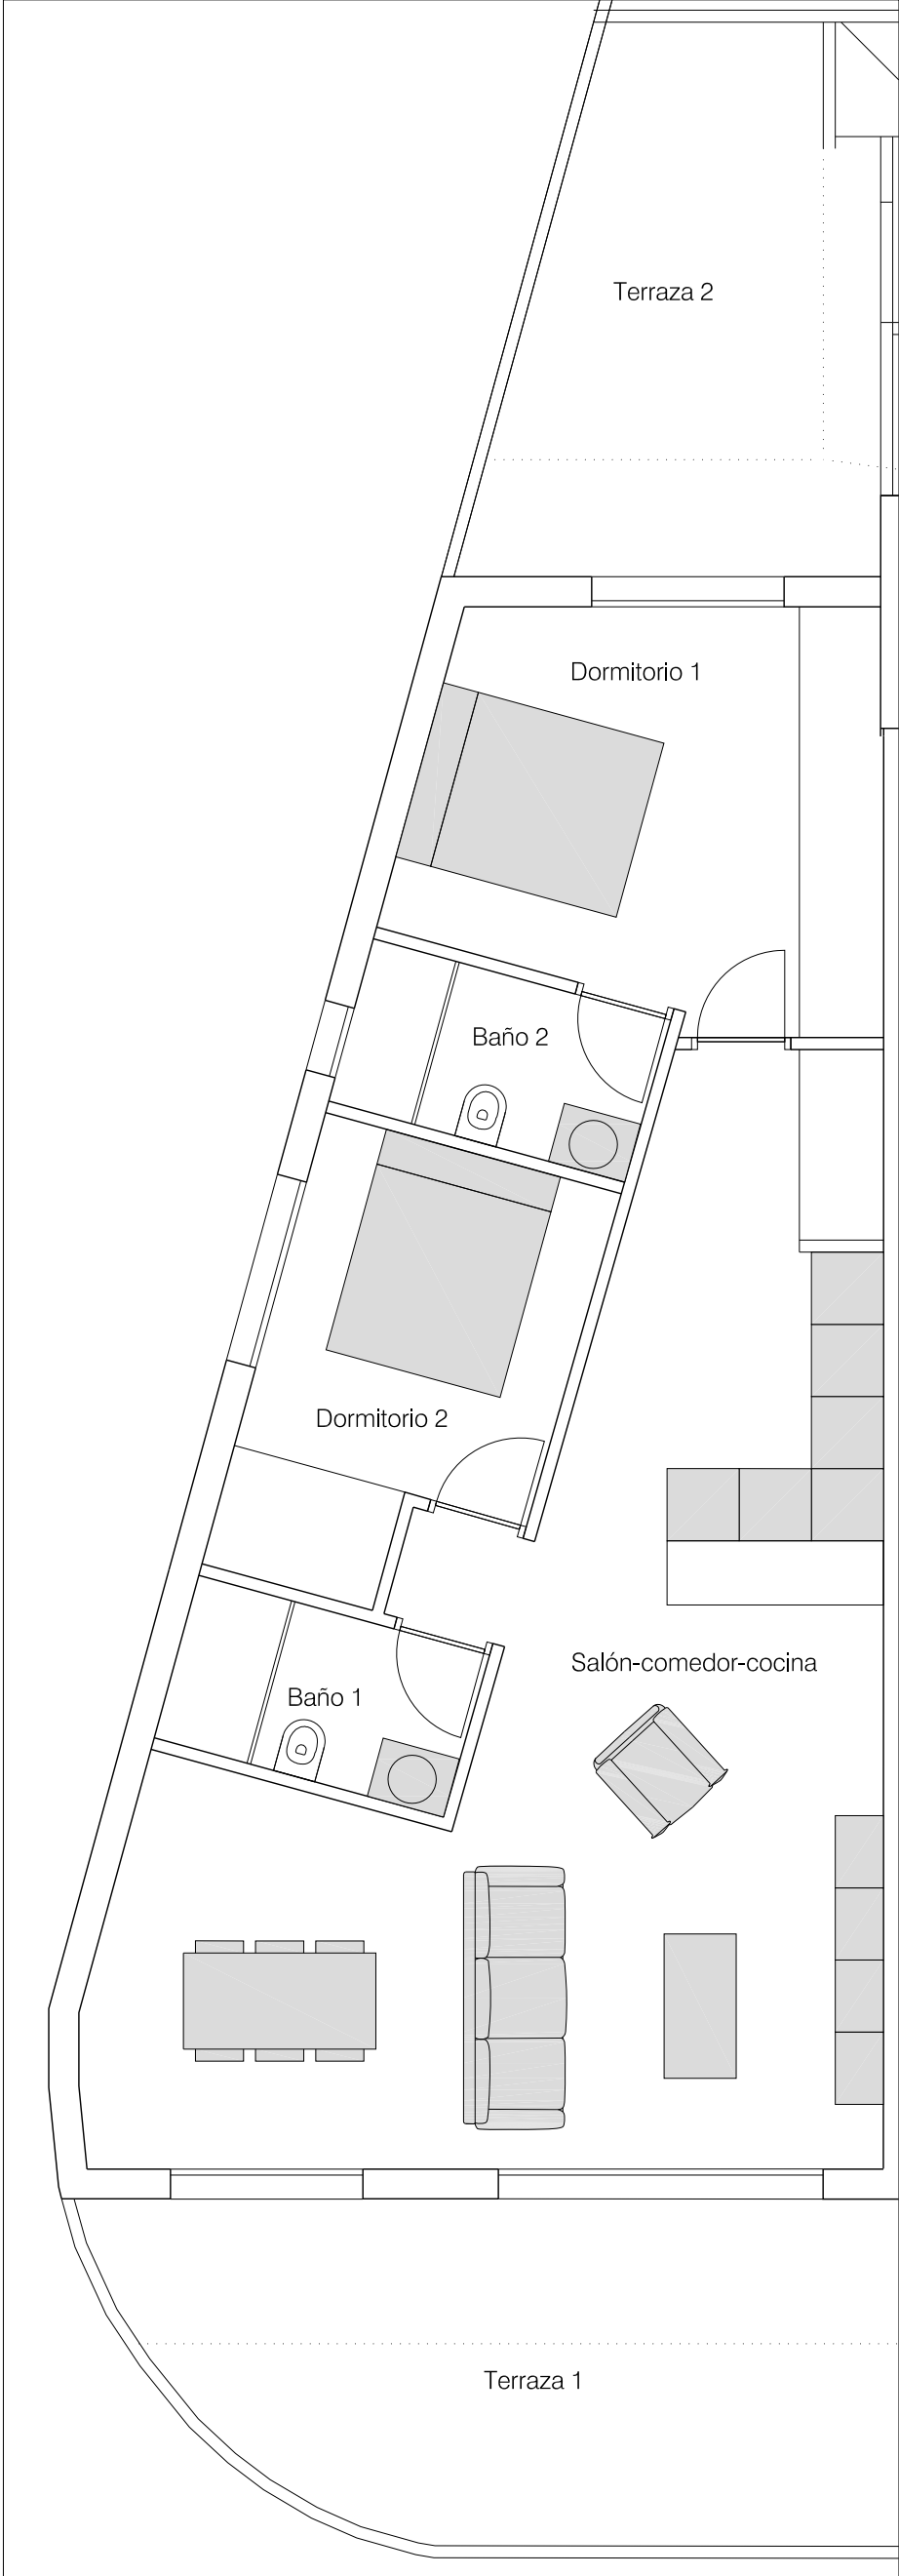 Terraza 2
Dormitorio 1
Baño 2
Dormitorio 2
Salón-comedor-cocina
Baño 1
Terraza 1